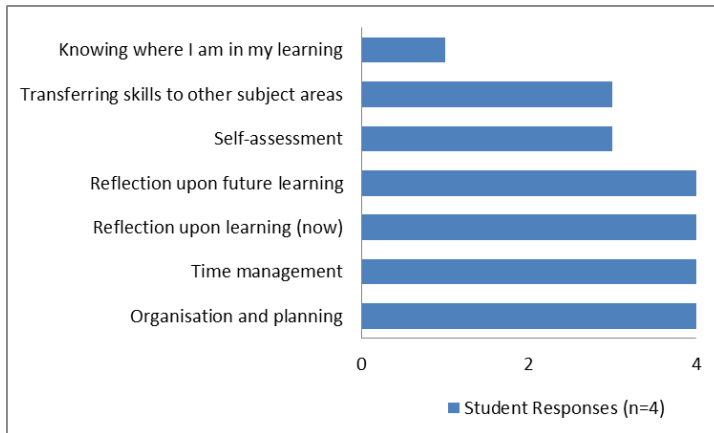 Knowing where I am in my learning
Transferring skills to other subject areas
Self-assessment
Reflection upon future learning
Reflection upon learning (now)
Time management
Organisation and planning
0 2 4
Student Responses (n=4)